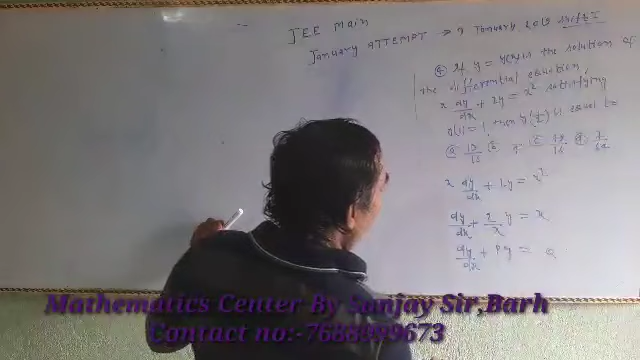 JEE Main
January ATTEMPT → 9 January 2019 shift I
Q If y = y(x) is the solution of
the differential equation,
x dy/dx + 2y = x² satisfying
y(1) = 1, then y(1/2) is equal to
x dy/dx + 2y = x²
dy/dx + 2/x y = x
dy/dx + Py = Q
Mathematics Center By Sanjay Sir,Barh
Contact no:-7688999673